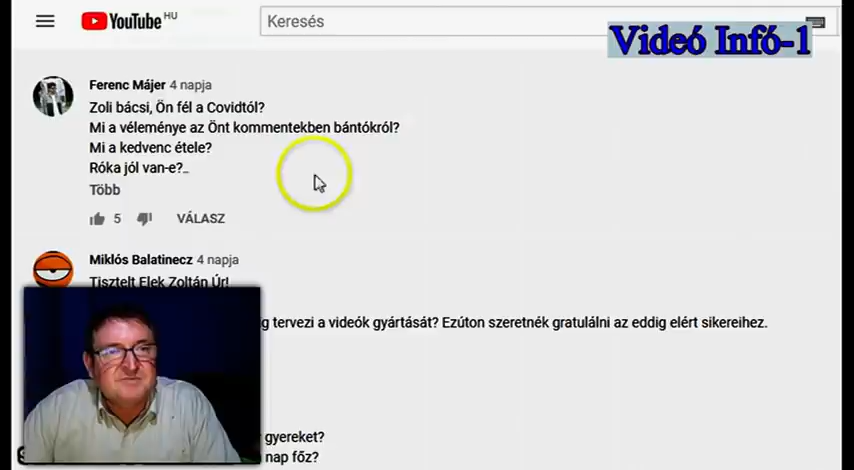 YouTube HU
Keresés
Videó Infó-1
Ferenc Májer 4 napja
Zoli bácsi, Ön fél a Covidtól?
Mi a véleménye az Önt kommentekben bántókról?
Mi a kedvenc étele?
Róka jól van-e?_
Több
5 VÁLASZ
Miklós Balatinecz 4 napja
Tisztelt Elek Zoltán Úr!
tervezi a videók gyártását? Ezúton szeretnék gratulálni az eddig elért sikereihez.
gyereket?
nap főz?